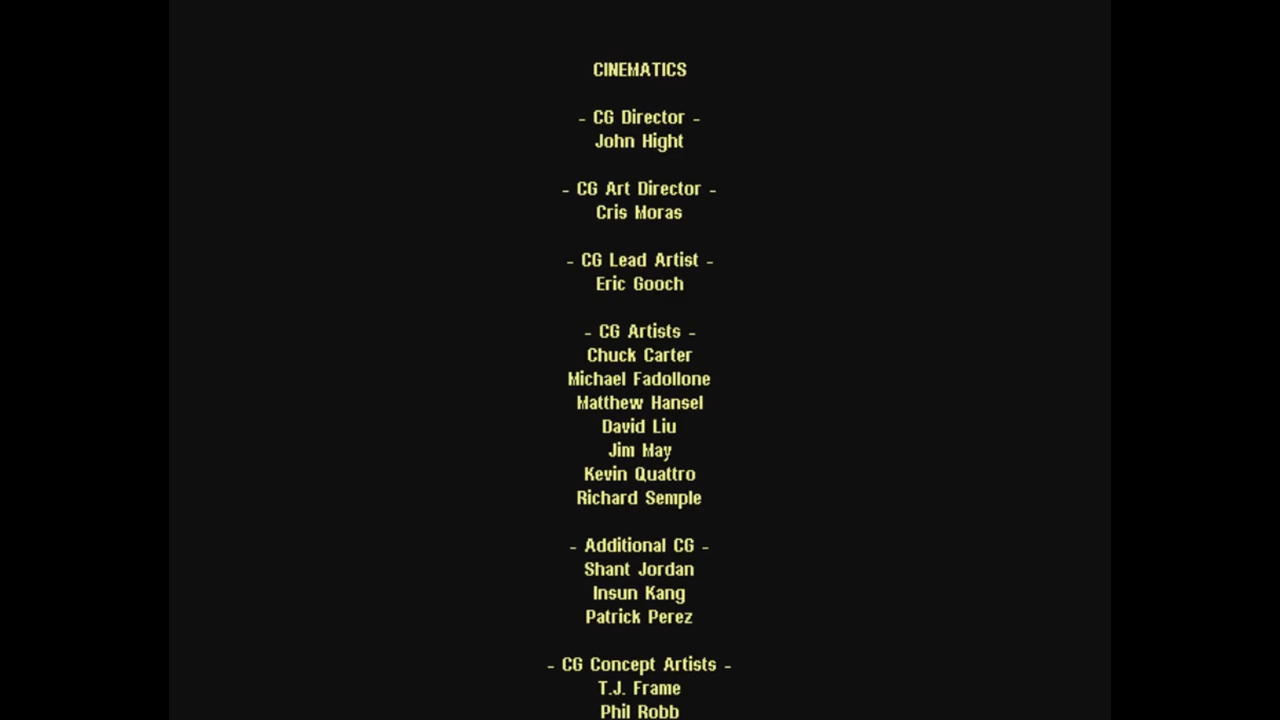 CINEMATICS
- CG Director -
John Hight
- CG Art Director -
Cris Moras
- CG Lead Artist -
Eric Gooch
- CG Artists -
Chuck Carter
Michael Fadollone
Matthew Hansel
David Liu
Jim May
Kevin Quattro
Richard Semple
- Additional CG -
Shant Jordan
Insun Kang
Patrick Perez
- CG Concept Artists -
T.J. Frame
Phil Robb